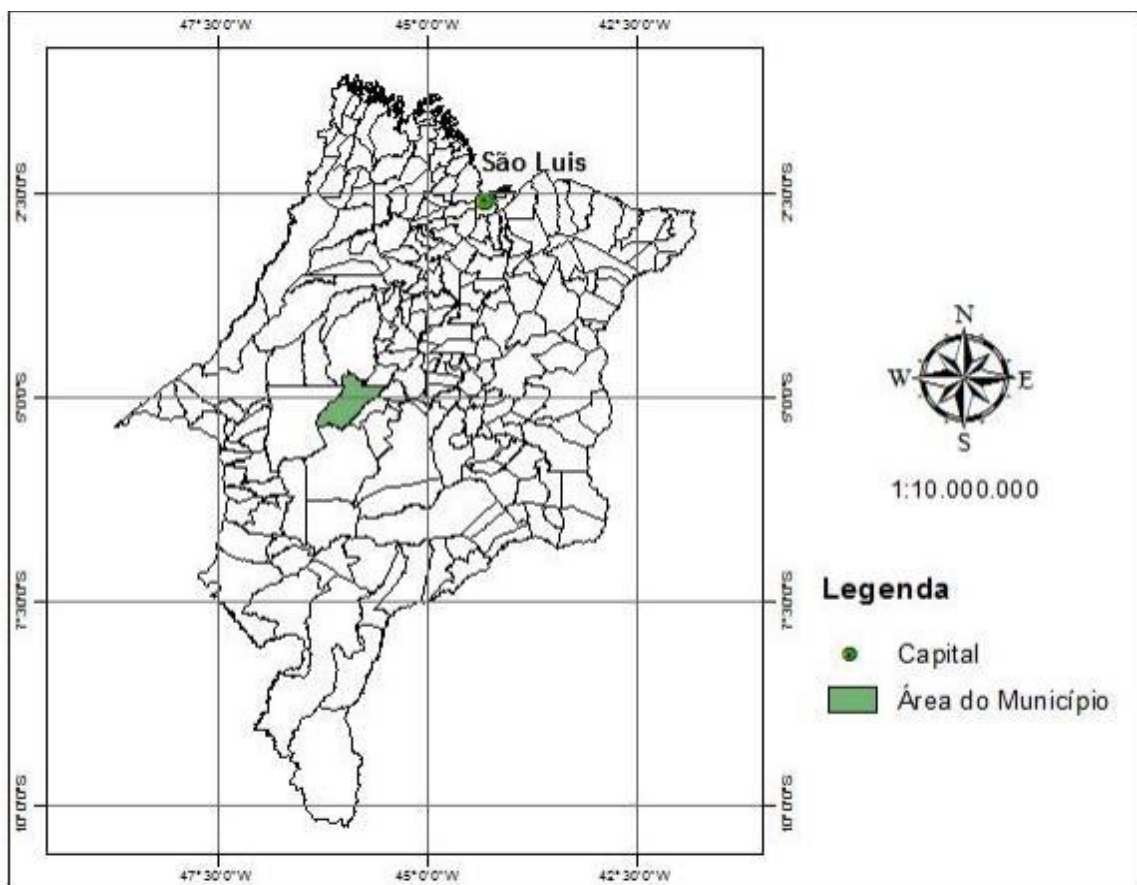 47°30'0"W 45°0'0"W 42°30'0"W
São Luis
2°30'0"S 2°30'0"S
5°0'0"S 5°0'0"S
7°30'0"S 7°30'0"S
10°0'0"S 10°0'0"S
47°30'0"W 45°0'0"W 42°30'0"W
N
W E
S
1:10.000.000
Legenda
Capital
Área do Município